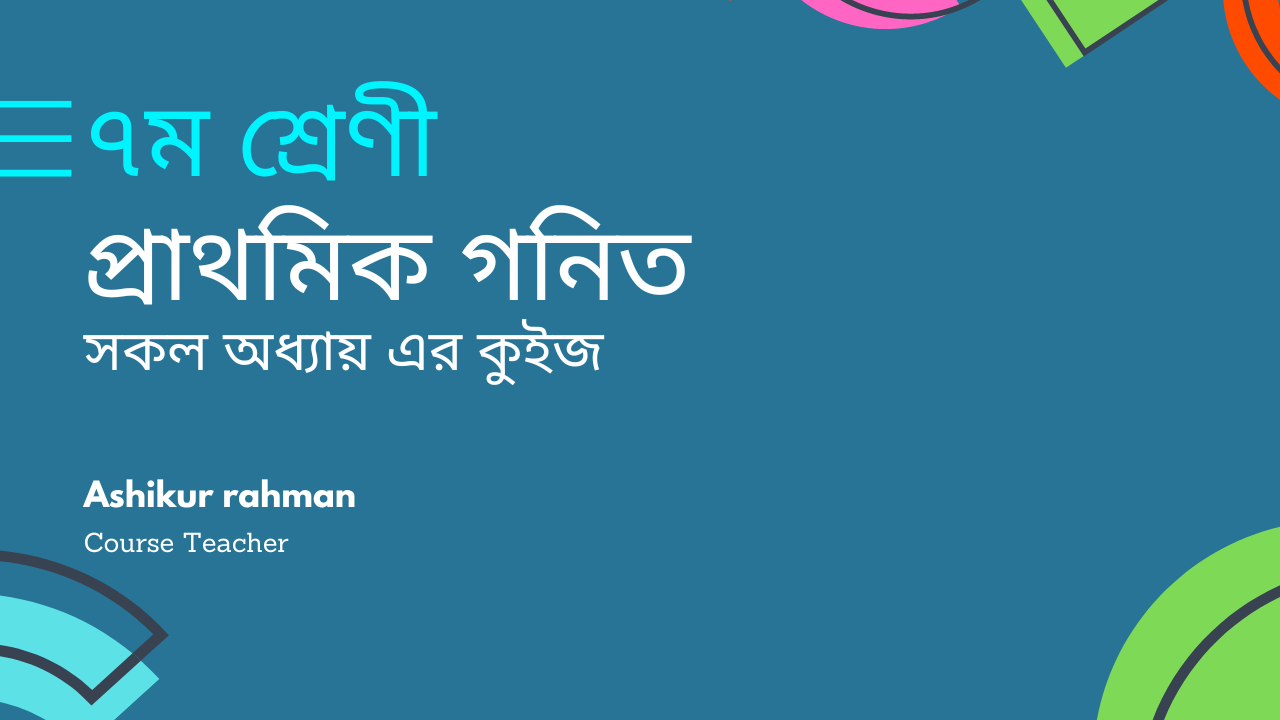 ৭ম শ্রেণী
প্রাথমিক গনিত
সকল অধ্যায় এর কুইজ
Ashikur rahman
Course Teacher